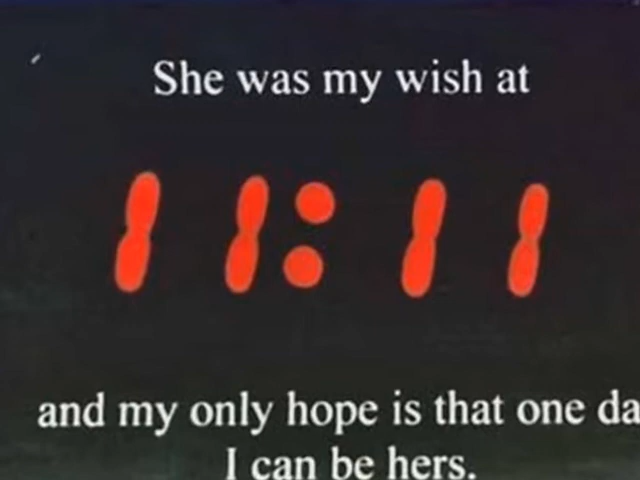 She was my wish at
11:11
and my only hope is that one da
I can be hers.